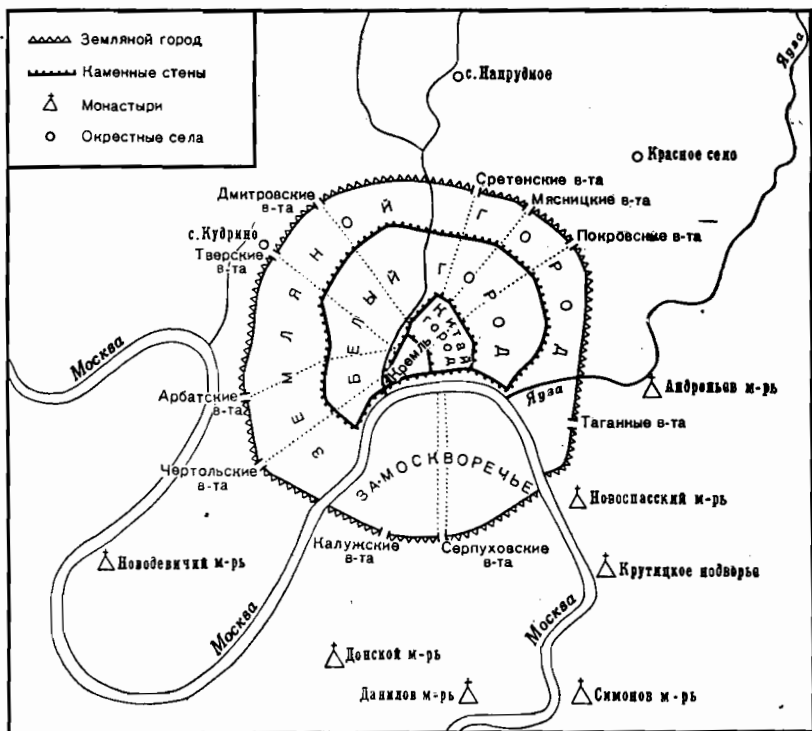 Земляной город
Каменные стены
Монастыри
Окрестные села
с. Напрудное
Яуза
Красное село
Сретенские в-та
Мясницкие в-та
Дмитровские
в-та
Покровские в-та
с. Кудрино
Тверские
в-та
ЗЕМЛЯНОЙ ГОРОД
БЕЛЫЙ ГОРОД
Китай
город
Кремль
Москва
Яуза
Андроньев м-рь
Арбатские
в-та
Таганные в-та
Чертольские
в-та
ЗА-МОСКВОРЕЧЬЕ
Новоспасский м-рь
Калужские
в-та
Серпуховские
в-та
Новодевичий м-рь
Крутицкое подворье
Москва
Москва
Донской м-рь
Данилов м-рь
Симонов м-рь